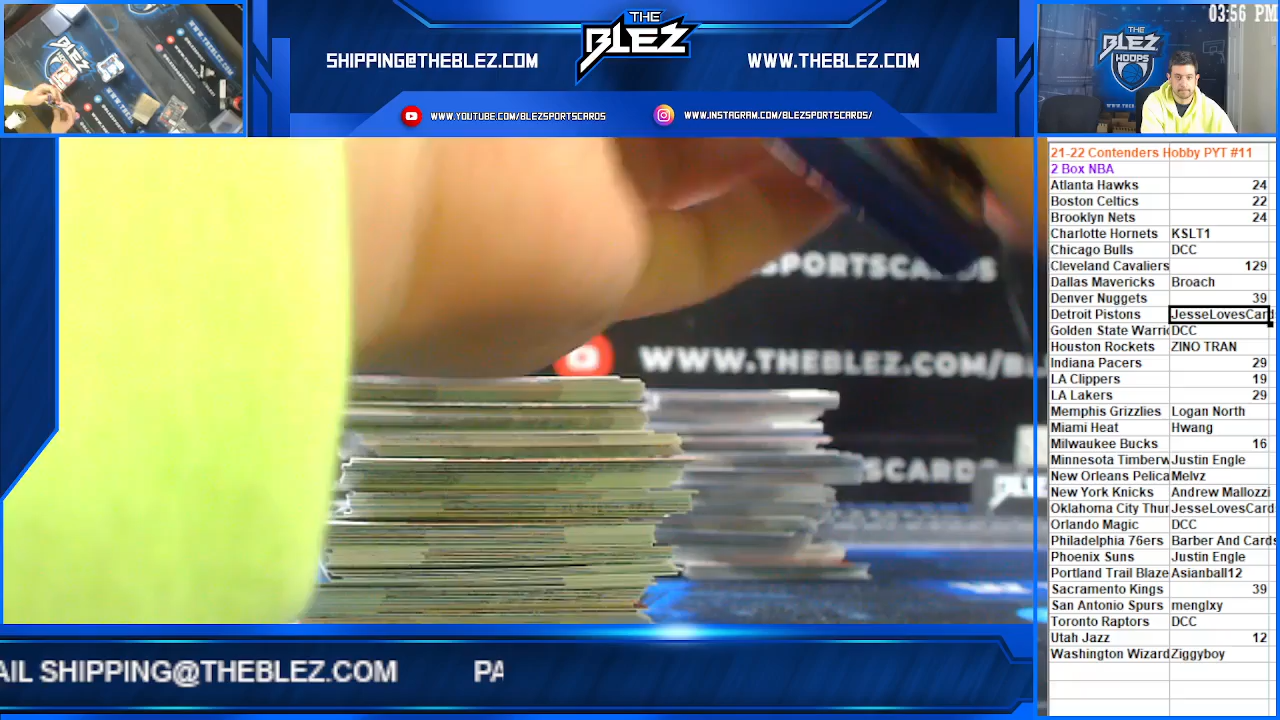 03:56 PM
THE
BLEZ
SHIPPING@THEBLEZ.COM
WWW.THEBLEZ.COM
WWW.YOUTUBE.COM/BLEZSPORTSCARDS
WWW.INSTAGRAM.COM/BLEZSPORTSCARDS/
THE
BLEZ
HOOPS
21-22 Contenders Hobby PYT #11
2 Box NBA
Atlanta Hawks 24
Boston Celtics 22
Brooklyn Nets 24
Charlotte Hornets KSLT1
Chicago Bulls DCC
Cleveland Cavaliers 129
Dallas Mavericks Broach
Denver Nuggets 39
Detroit Pistons JesseLovesCard
Golden State Warri DCC
Houston Rockets ZINO TRAN
Indiana Pacers 29
LA Clippers 19
LA Lakers 29
Memphis Grizzlies Logan North
Miami Heat Hwang
Milwaukee Bucks 16
Minnesota Timberw Justin Engle
New Orleans Pelica Melvz
New York Knicks Andrew Mallozzi
Oklahoma City Thu JesseLovesCard
Orlando Magic DCC
Philadelphia 76ers Barber And Cards
Phoenix Suns Justin Engle
Portland Trail Blaze Asianball12
Sacramento Kings 39
San Antonio Spurs menglxy
Toronto Raptors DCC
Utah Jazz 12
Washington Wizard Ziggyboy
SPORTSCARDS
WWW.THEBLEZ.COM/BL
SCARDS
BLEZ
AIL SHIPPING@THEBLEZ.COM PA